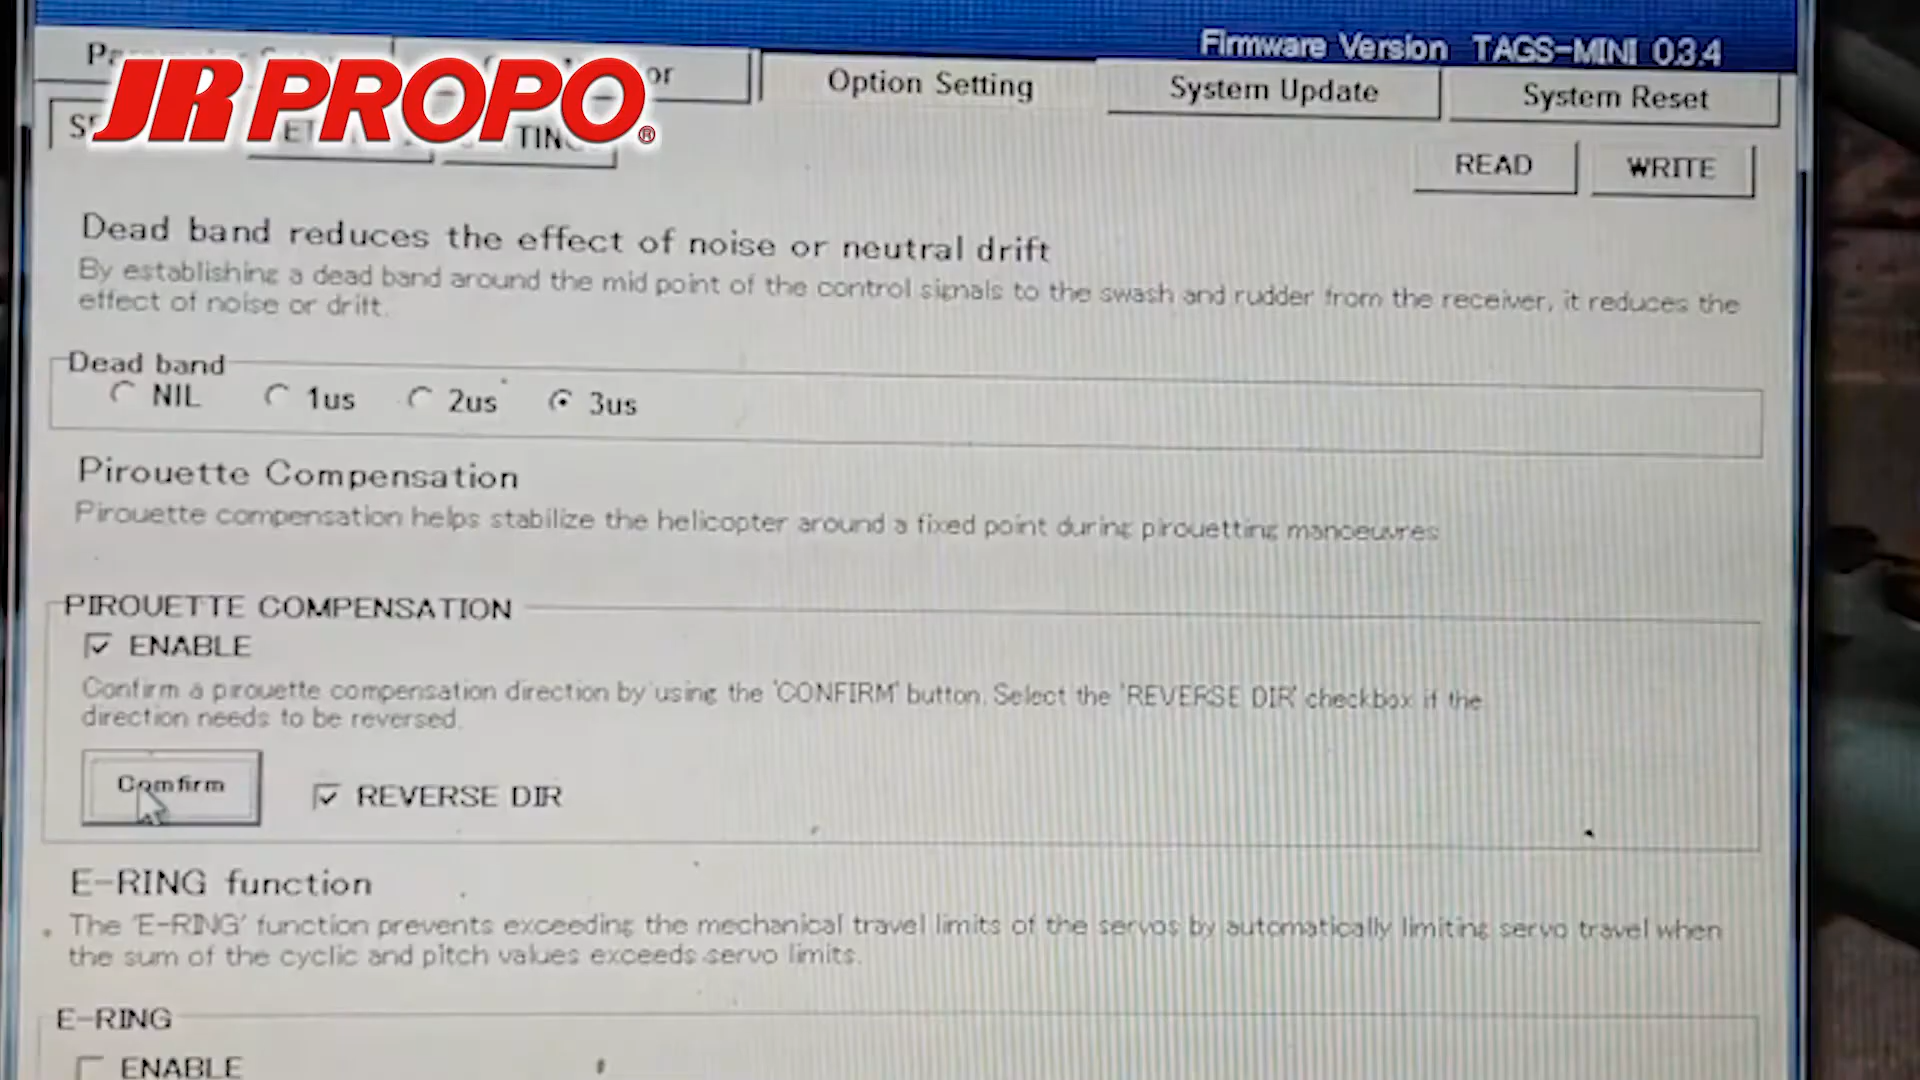 Firmware Version TAGS-MINI 0.3.4
JR PROPO®
Option Setting
System Update
System Reset
READ
WRITE
Dead band reduces the effect of noise or neutral drift
By establishing a dead band around the mid point of the control signals to the swash and rudder from the receiver, it reduces the
effect of noise or drift.
Dead band
NIL 1us 2us 3us
Pirouette Compensation
Pirouette compensation helps stabilize the helicopter around a fixed point during pirouetting manoeuvres
PIROUETTE COMPENSATION
ENABLE
Confirm a pirouette compensation direction by using the 'CONFIRM' button. Select the 'REVERSE DIR' checkbox if the
direction needs to be reversed.
Comfirm
REVERSE DIR
E-RING function
The 'E-RING' function prevents exceeding the mechanical travel limits of the servos by automatically limiting servo travel when
the sum of the cyclic and pitch values exceeds servo limits.
E-RING
ENABLE